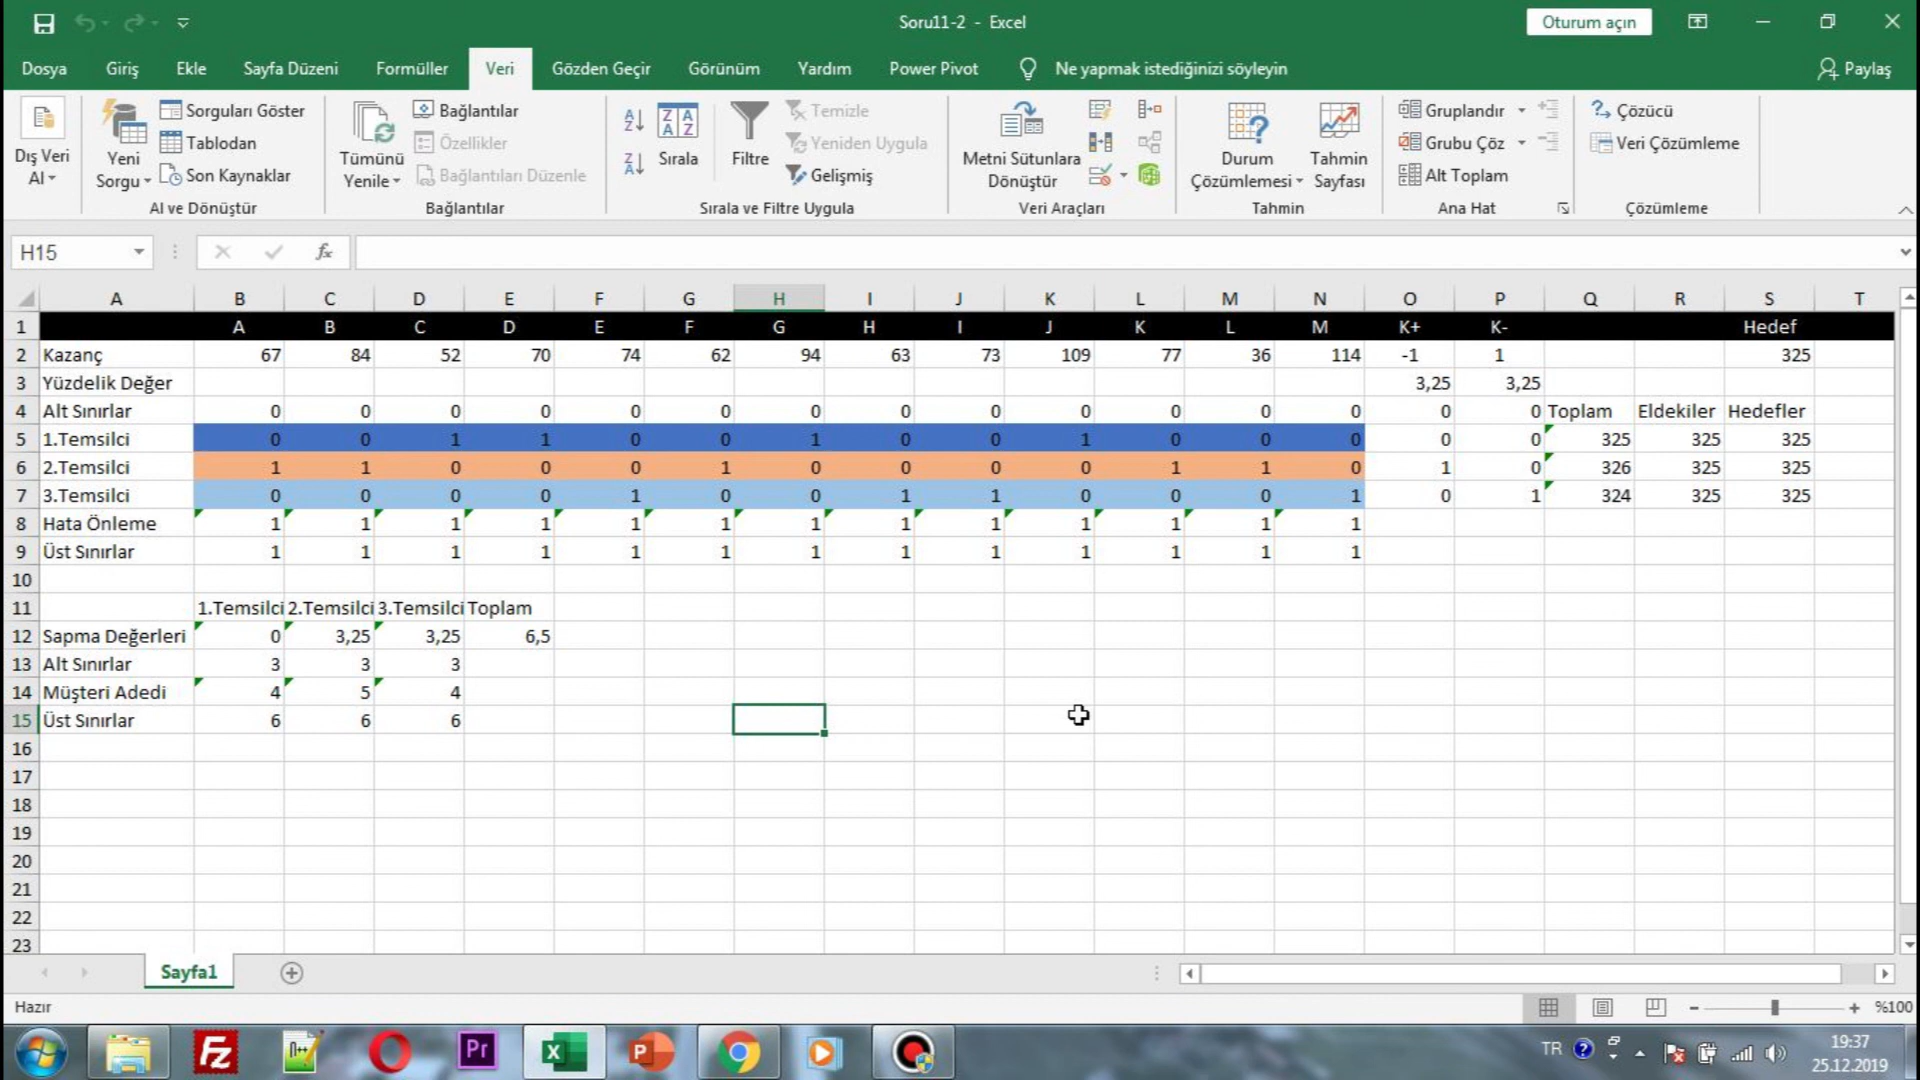 Soru11-2 - Excel
Oturum açın
Dosya Giriş Ekle Sayfa Düzeni Formüller Veri Gözden Geçir Görünüm Yardım Power Pivot Ne yapmak istediğinizi söyleyin Paylaş
Dış Veri Al
Yeni Sorgu
Sorguları Göster
Tablodan
Son Kaynaklar
Al ve Dönüştür
Tümünü Yenile
Bağlantılar
Özellikler
Bağlantıları Düzenle
Bağlantılar
Sırala
Filtre
Temizle
Yeniden Uygula
Gelişmiş
Sırala ve Filtre Uygula
Metni Sütunlara Dönüştür
Veri Araçları
Durum Çözümlemesi
Tahmin Sayfası
Tahmin
Gruplandır
Grubu Çöz
Alt Toplam
Ana Hat
Çözücü
Veri Çözümleme
Çözümleme
H15 fx
A B C D E F G H I J K L M N O P Q R S T
1 A B C D E F G H I J K L M K+ K- Hedef
2 Kazanç 67 84 52 70 74 62 94 63 73 109 77 36 114 -1 1 325
3 Yüzdelik Değer 3,25 3,25
4 Alt Sınırlar 0 0 0 0 0 0 0 0 0 0 0 0 0 0 0 Toplam Eldekiler Hedefler
5 1.Temsilci 0 0 1 1 0 0 1 0 0 1 0 0 0 0 0 325 325 325
6 2.Temsilci 1 1 0 0 0 1 0 0 0 0 1 1 0 1 0 326 325 325
7 3.Temsilci 0 0 0 0 1 0 0 1 1 0 0 0 1 0 1 324 325 325
8 Hata Önleme 1 1 1 1 1 1 1 1 1 1 1 1 1
9 Üst Sınırlar 1 1 1 1 1 1 1 1 1 1 1 1 1
10
11 1.Temsilci 2.Temsilci 3.Temsilci Toplam
12 Sapma Değerleri 0 3,25 3,25 6,5
13 Alt Sınırlar 3 3 3
14 Müşteri Adedi 4 5 4
15 Üst Sınırlar 6 6 6
16
17
18
19
20
21
22
23
Sayfa1
Hazır
%100
TR
19:37
25.12.2019